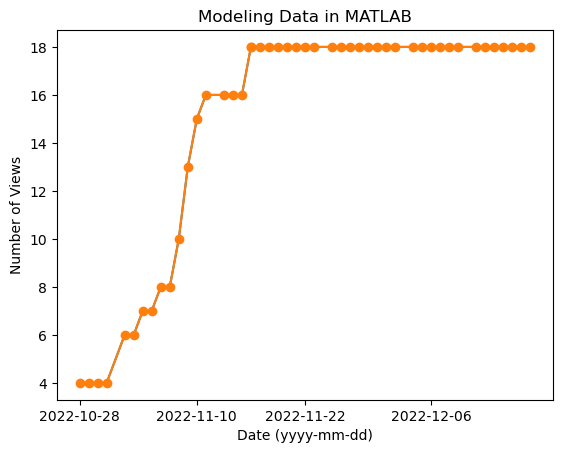 Modeling Data in MATLAB
18
16
14
12
10
8
6
4
Number of Views
2022-10-28 2022-11-10 2022-11-22 2022-12-06
Date (yyyy-mm-dd)